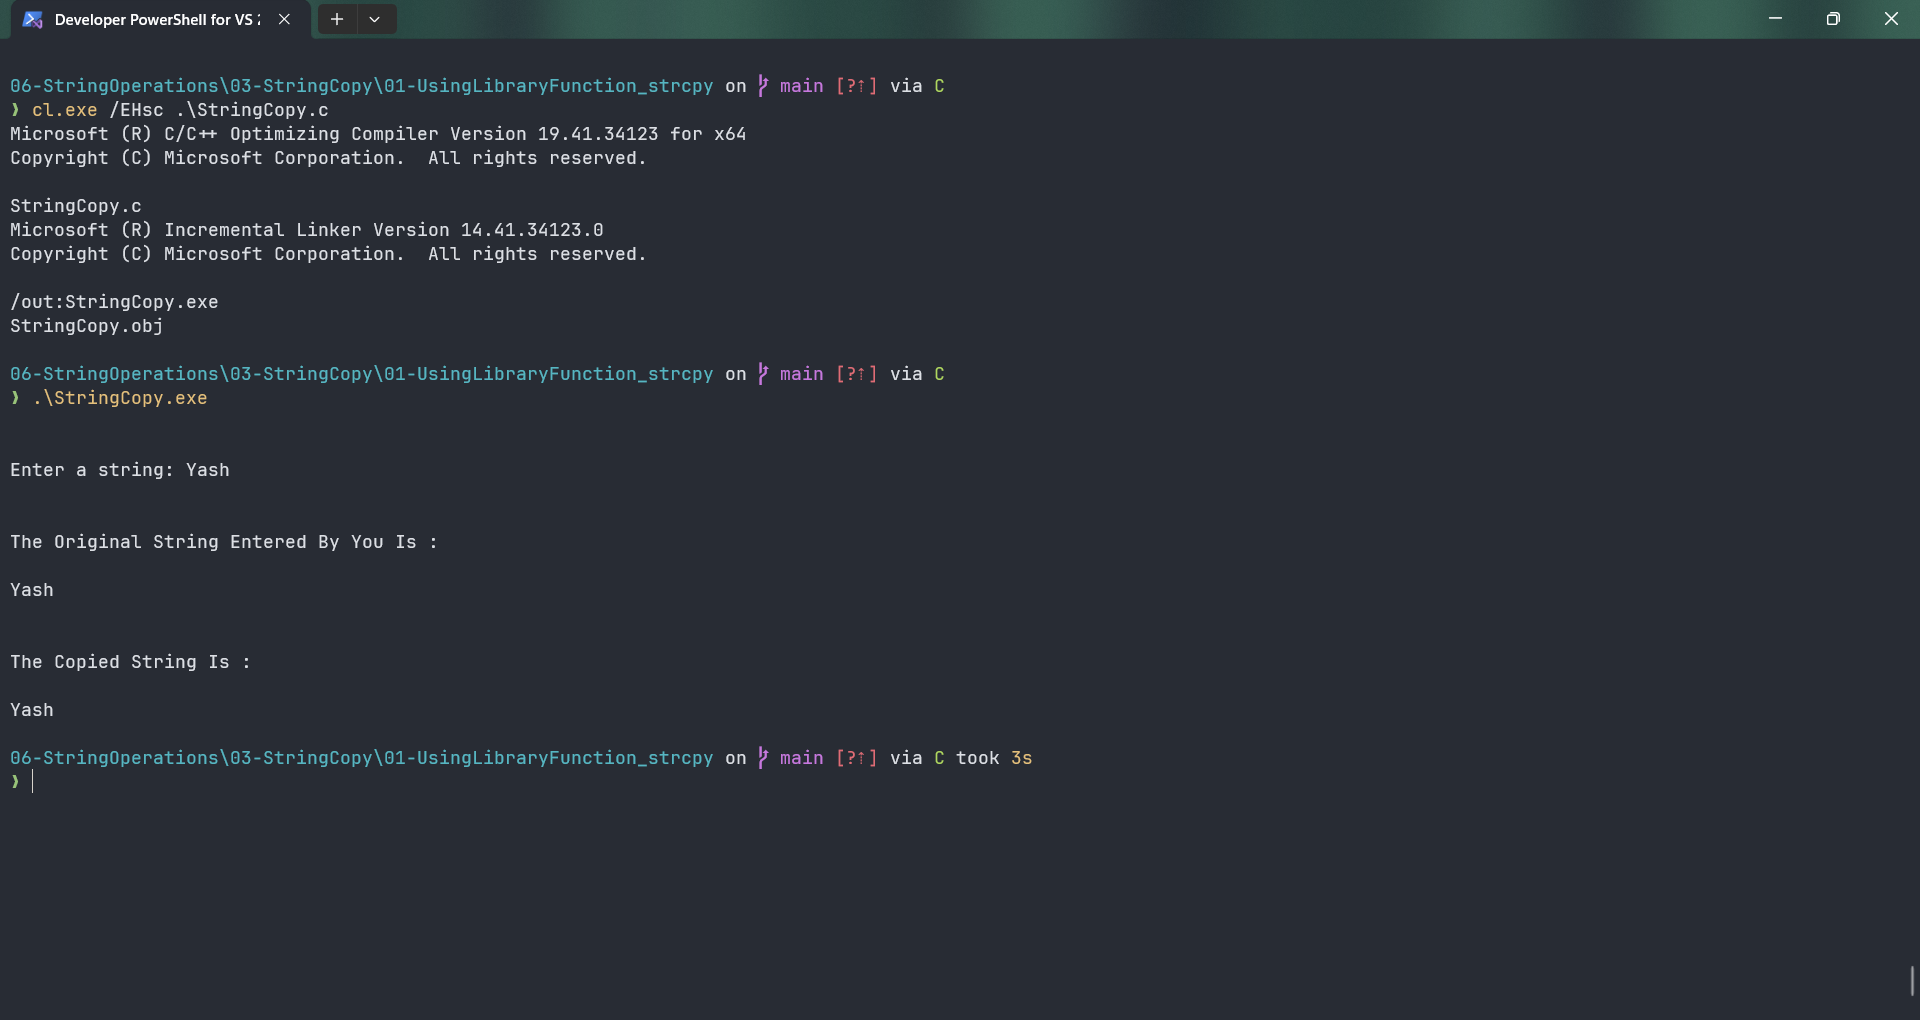 Developer PowerShell for VS
06-StringOperations\03-StringCopy\01-UsingLibraryFunction_strcpy on main [?⇡] via C
❯ cl.exe /EHsc .\StringCopy.c
Microsoft (R) C/C++ Optimizing Compiler Version 19.41.34123 for x64
Copyright (C) Microsoft Corporation.  All rights reserved.
StringCopy.c
Microsoft (R) Incremental Linker Version 14.41.34123.0
Copyright (C) Microsoft Corporation.  All rights reserved.
/out:StringCopy.exe
StringCopy.obj
06-StringOperations\03-StringCopy\01-UsingLibraryFunction_strcpy on main [?⇡] via C
❯ .\StringCopy.exe
Enter a string: Yash
The Original String Entered By You Is :
Yash
The Copied String Is :
Yash
06-StringOperations\03-StringCopy\01-UsingLibraryFunction_strcpy on main [?⇡] via C took 3s
❯